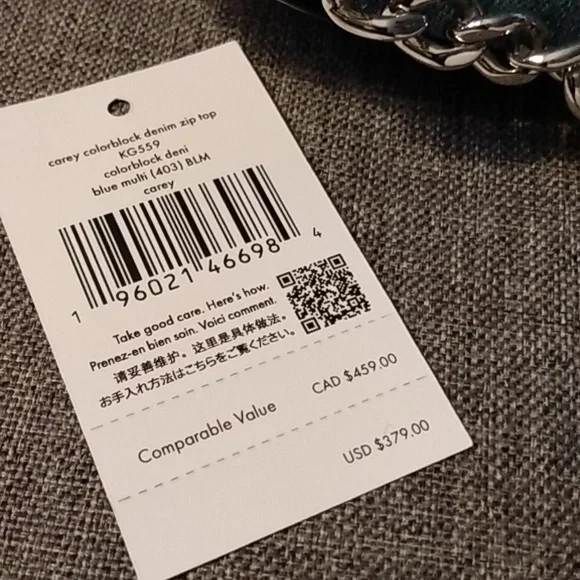 carey colorblock denim zip top
KG559
colorblock deni
blue multi (403) BLM
carey
1 96021 46698 4
Take good care. Here's how.
Prenez-en bien soin. Voici comment.
请妥善维护。这里是具体做法。
お手入れ方法はこちらをご覧ください。
CAD $459.00
Comparable Value
USD $379.00